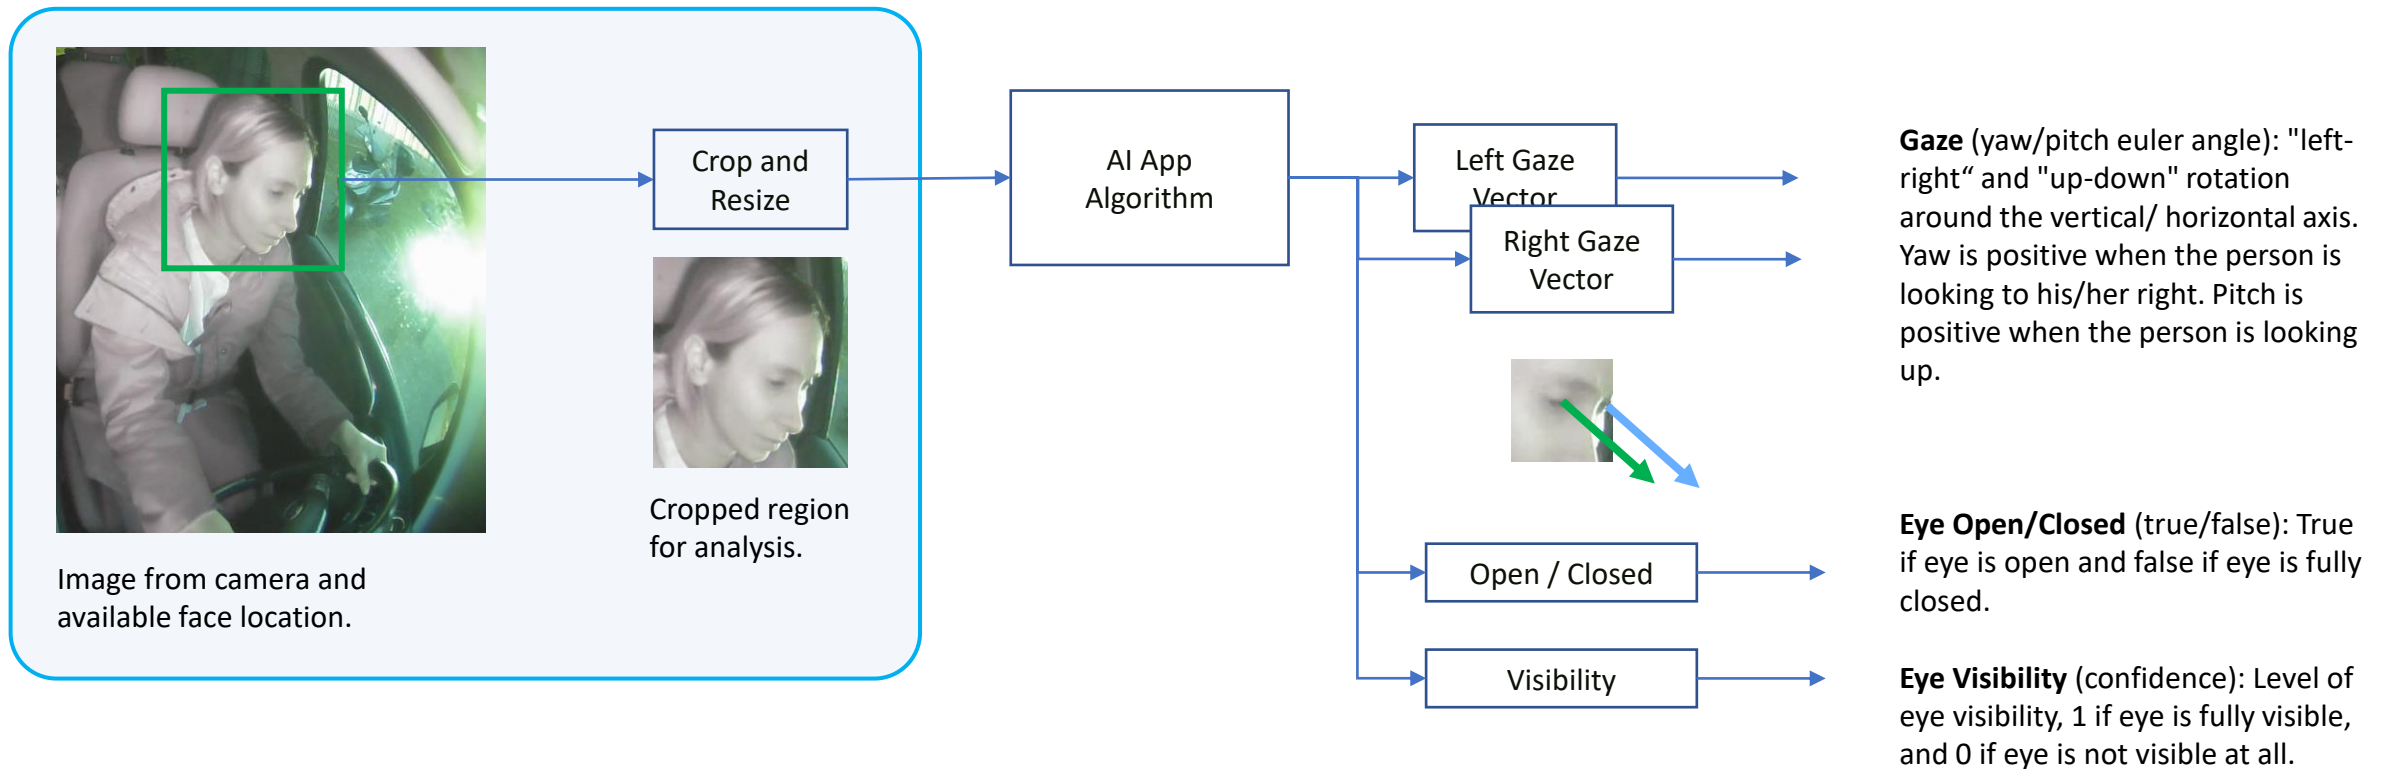 Crop and
Resize
Cropped region
for analysis.
Image from camera and
available face location.
AI App
Algorithm
Left Gaze
Vector
Right Gaze
Vector
Open / Closed
Visibility
Gaze (yaw/pitch euler angle): "left-
right“ and "up-down" rotation
around the vertical/ horizontal axis.
Yaw is positive when the person is
looking to his/her right. Pitch is
positive when the person is looking
up.
Eye Open/Closed (true/false): True
if eye is open and false if eye is fully
closed.
Eye Visibility (confidence): Level of
eye visibility, 1 if eye is fully visible,
and 0 if eye is not visible at all.